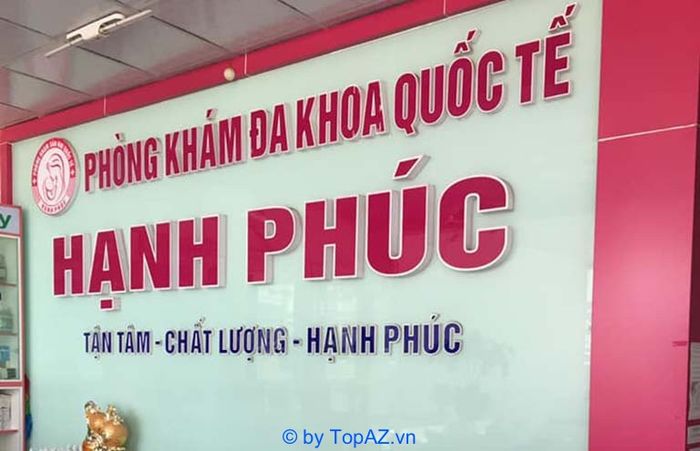 PHÒNG KHÁM ĐA KHOA QUỐC TẾ
HẠNH PHÚC
TẬN TÂM - CHẤT LƯỢNG - HẠNH PHÚC
© by TopAZ.vn